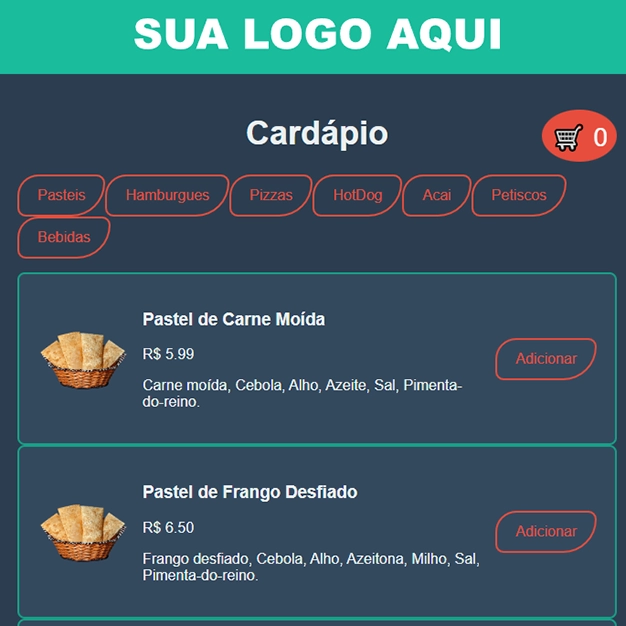 SUA LOGO AQUI
Cardápio
0
Pasteis Hamburgues Pizzas HotDog Acai Petiscos
Bebidas
Pastel de Carne Moída
R$ 5.99
Adicionar
Carne moída, Cebola, Alho, Azeite, Sal, Pimenta-
do-reino.
Pastel de Frango Desfiado
R$ 6.50
Adicionar
Frango desfiado, Cebola, Alho, Azeitona, Milho, Sal,
Pimenta-do-reino.